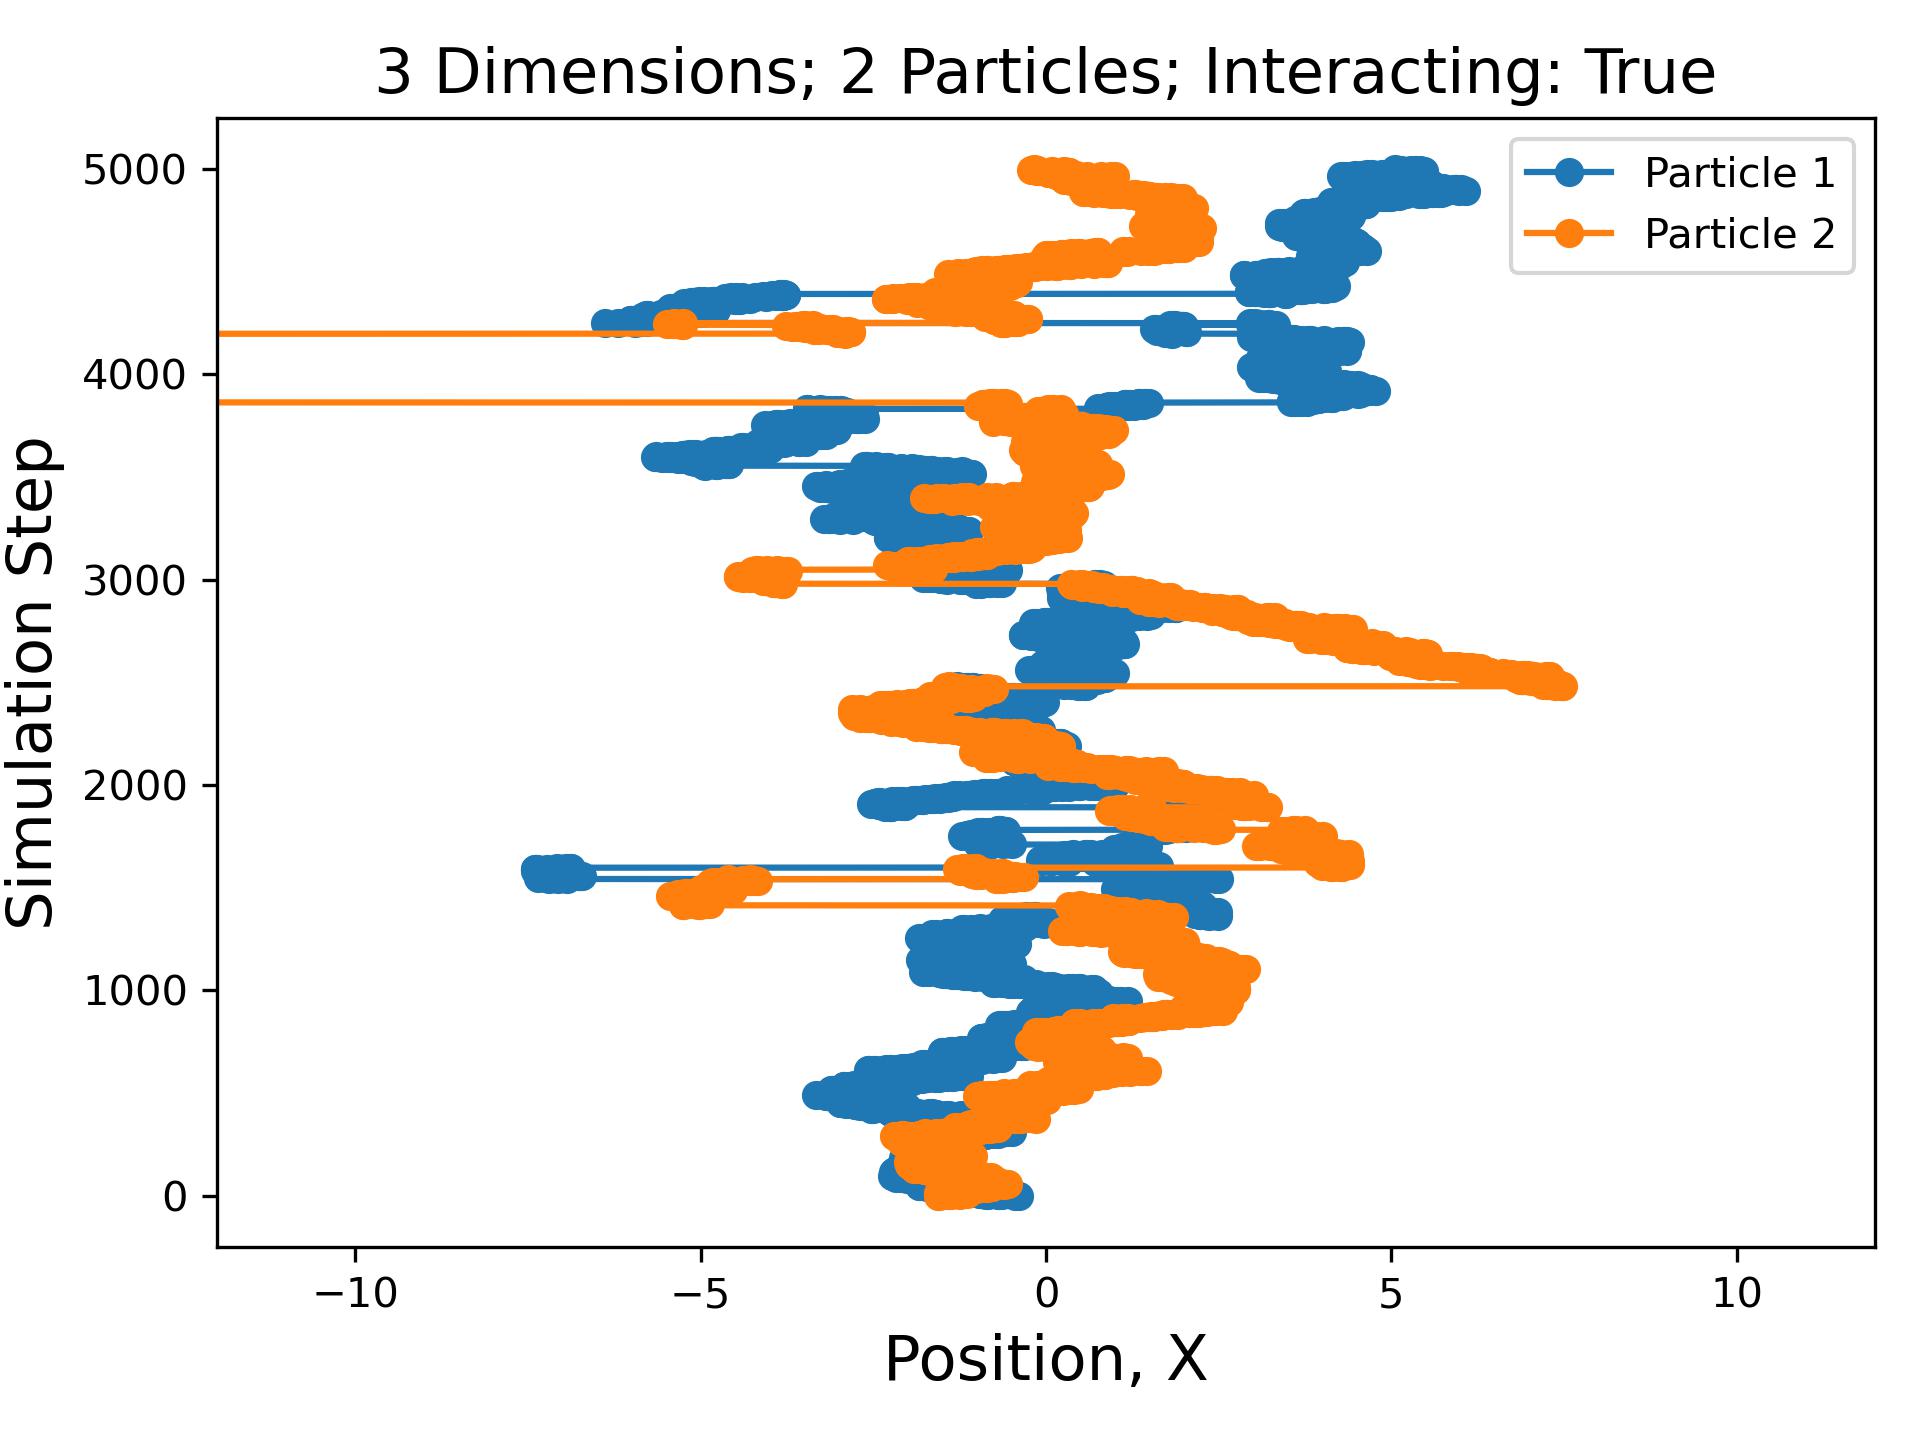 3 Dimensions; 2 Particles; Interacting: True
Particle 1
Particle 2
Simulation Step
5000
4000
3000
2000
1000
0
−10
−5
0
5
10
Position, X